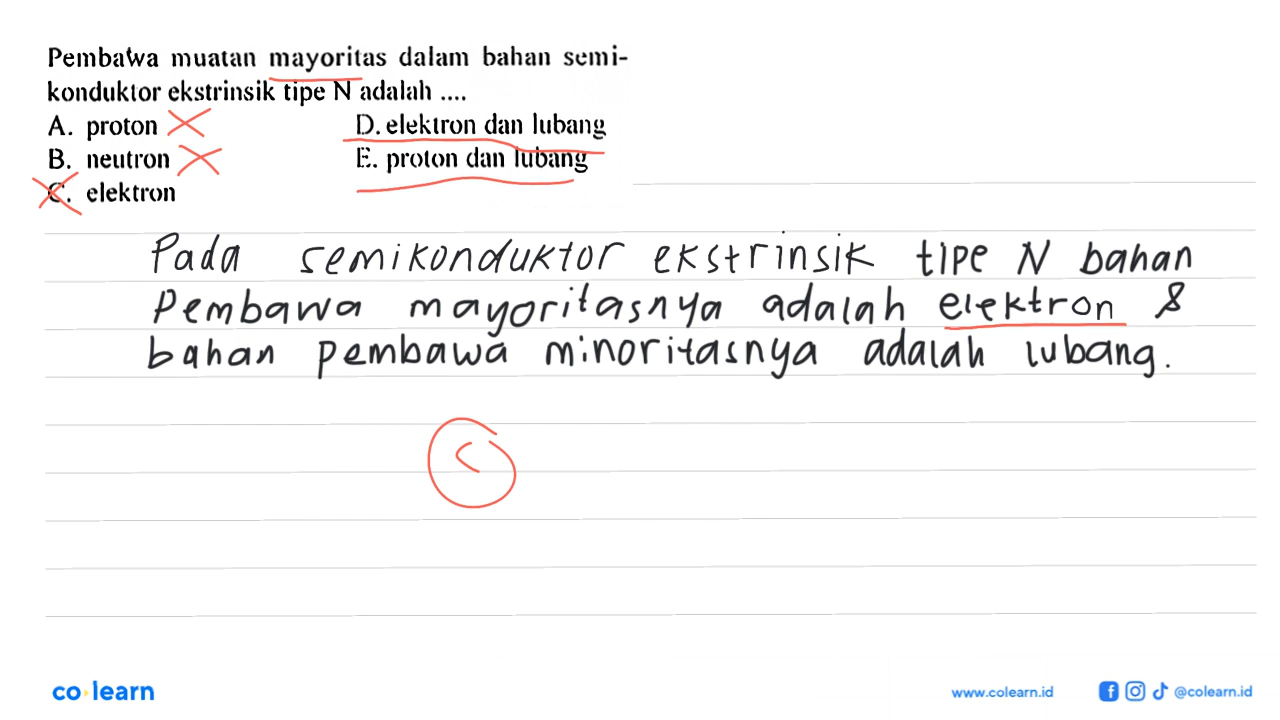 Pembawa muatan mayoritas dalam bahan semi-
konduktor ekstrinsik tipe N adalah ....
A. proton
B. neutron
C. elektron
D. elektron dan lubang
E. proton dan lubang
Pada semikonduktor ekstrinsik tipe N bahan
Pembawa mayoritasnya adalah elektron &
bahan pembawa minoritasnya adalah lubang.
C
co learn
www.colearn.id
@colearn.id